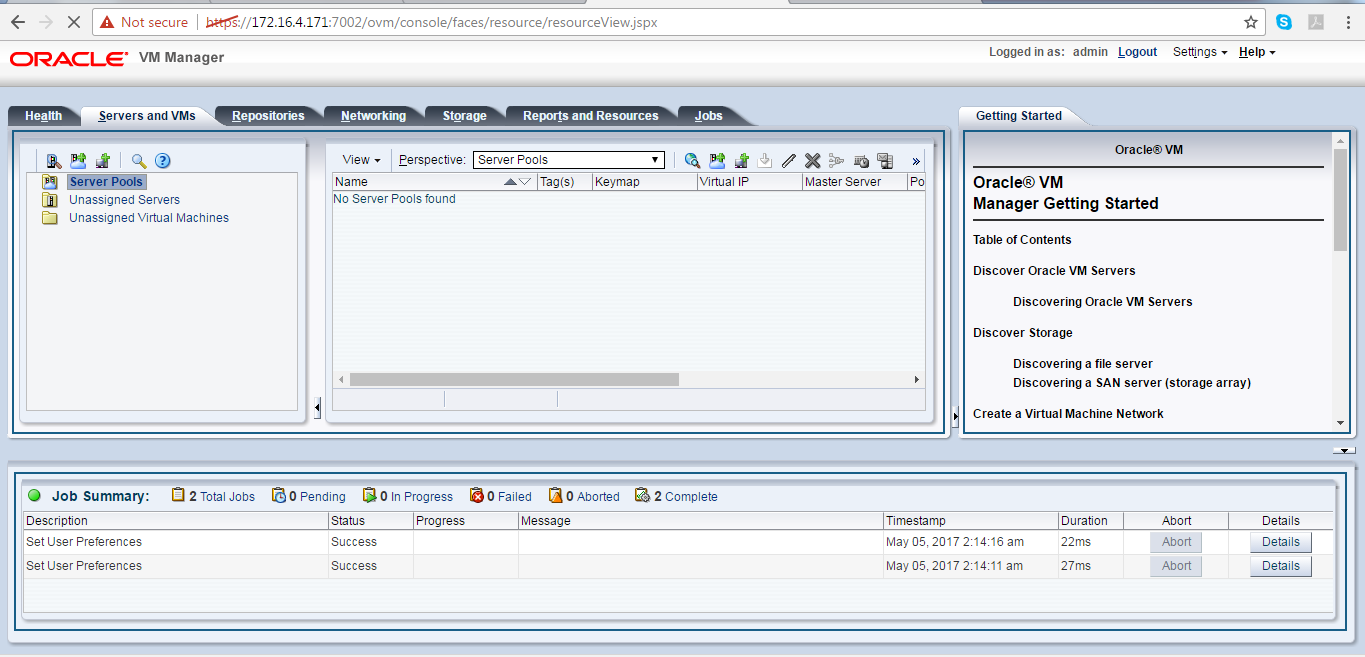 Not secure | https://172.16.4.171:7002/ovm/console/faces/resource/resourceView.jspx
ORACLE® VM Manager
Logged in as: admin Logout Settings Help
Health Servers and VMs Repositories Networking Storage Reports and Resources Jobs
Getting Started
View Perspective: Server Pools »
Server Pools
Unassigned Servers
Unassigned Virtual Machines
Name Tag(s) Keymap Virtual IP Master Server Po
No Server Pools found
Oracle® VM
Oracle® VM
Manager Getting Started
Table of Contents
Discover Oracle VM Servers
Discovering Oracle VM Servers
Discover Storage
Discovering a file server
Discovering a SAN server (storage array)
Create a Virtual Machine Network
Job Summary: 2 Total Jobs 0 Pending 0 In Progress 0 Failed 0 Aborted 2 Complete
Description Status Progress Message Timestamp Duration Abort Details
Set User Preferences Success May 05, 2017 2:14:16 am 22ms Abort Details
Set User Preferences Success May 05, 2017 2:14:11 am 27ms Abort Details